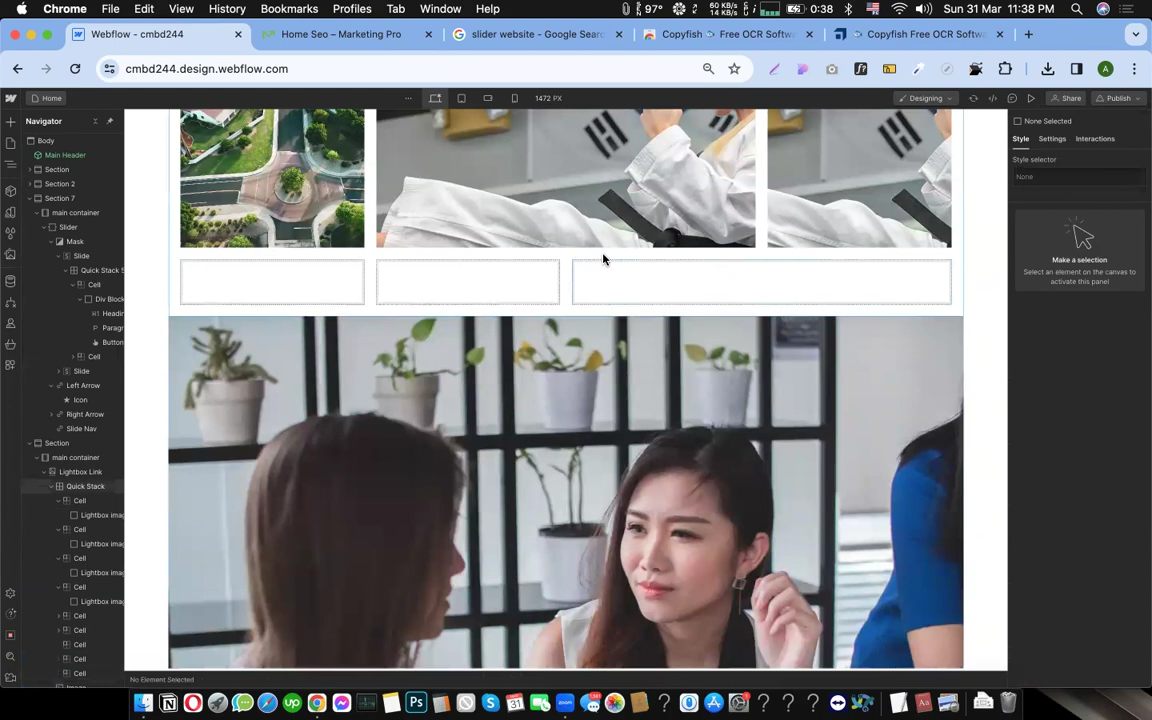 Chrome File Edit View History Bookmarks Profiles Tab Window Help 97° 60 KB/s 14 KB/s 0:38 Sun 31 Mar 11:38 PM
Webflow - cmbd244
Home Seo – Marketing Pro
slider website - Google Sear
Copyfish Free OCR Softw
Copyfish Free OCR Softw
cmbd244.design.webflow.com
A
Home
1472 PX
Designing
Share
Publish
Navigator
Body
Main Header
Section
Section 2
Section 7
main container
Slider
Mask
Slide
Quick Stack 5
Cell
Div Block
Headin
Paragr
Button
Cell
Slide
Left Arrow
Icon
Right Arrow
Slide Nav
Section
main container
Lightbox Link
Quick Stack
Cell
Lightbox imag
Cell
Lightbox imag
Cell
Lightbox imag
Cell
Lightbox imag
Cell
Cell
Cell
Cell
None Selected
Style Settings Interactions
Style selector
None
Make a selection
Select an element on the canvas to
activate this panel
No Element Selected